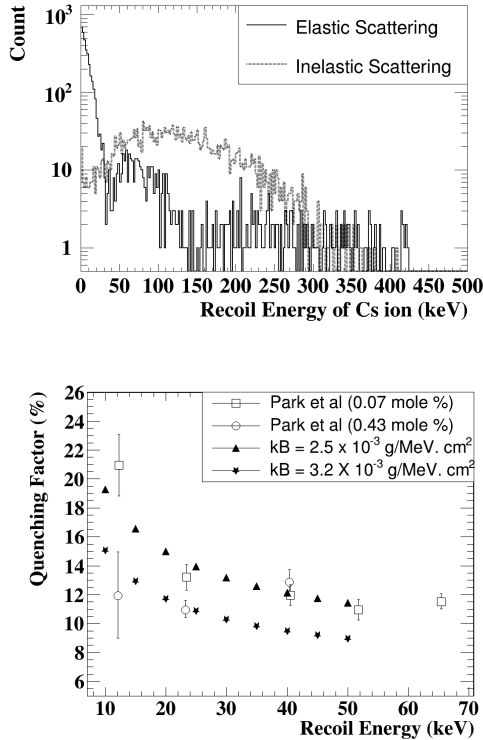 Count
10³
10²
10
1
Elastic Scattering
Inelastic Scattering
0 50 100 150 200 250 300 350 400 450 500
Recoil Energy of Cs ion (keV)
Quenching Factor (%)
26
24
22
20
18
16
14
12
10
8
6
Park et al (0.07 mole %)
Park et al (0.43 mole %)
kB = 2.5 x 10⁻³ g/MeV. cm²
kB = 3.2 X 10⁻³ g/MeV. cm²
10 20 30 40 50 60 70
Recoil Energy (keV)